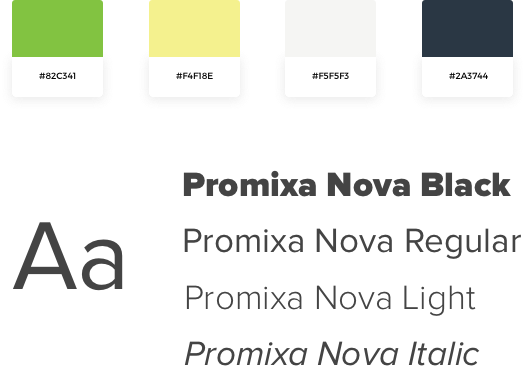 #82C341 #F4F18E #F5F5F3 #2A3744
Promixa Nova Black
Aa
Promixa Nova Regular
Promixa Nova Light
Promixa Nova Italic